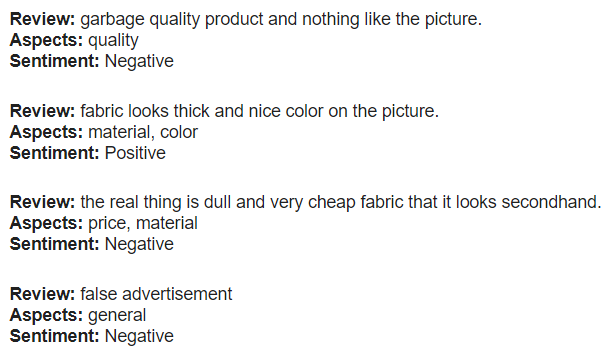 Review: garbage quality product and nothing like the picture.
Aspects: quality
Sentiment: Negative
Review: fabric looks thick and nice color on the picture.
Aspects: material, color
Sentiment: Positive
Review: the real thing is dull and very cheap fabric that it looks secondhand.
Aspects: price, material
Sentiment: Negative
Review: false advertisement
Aspects: general
Sentiment: Negative